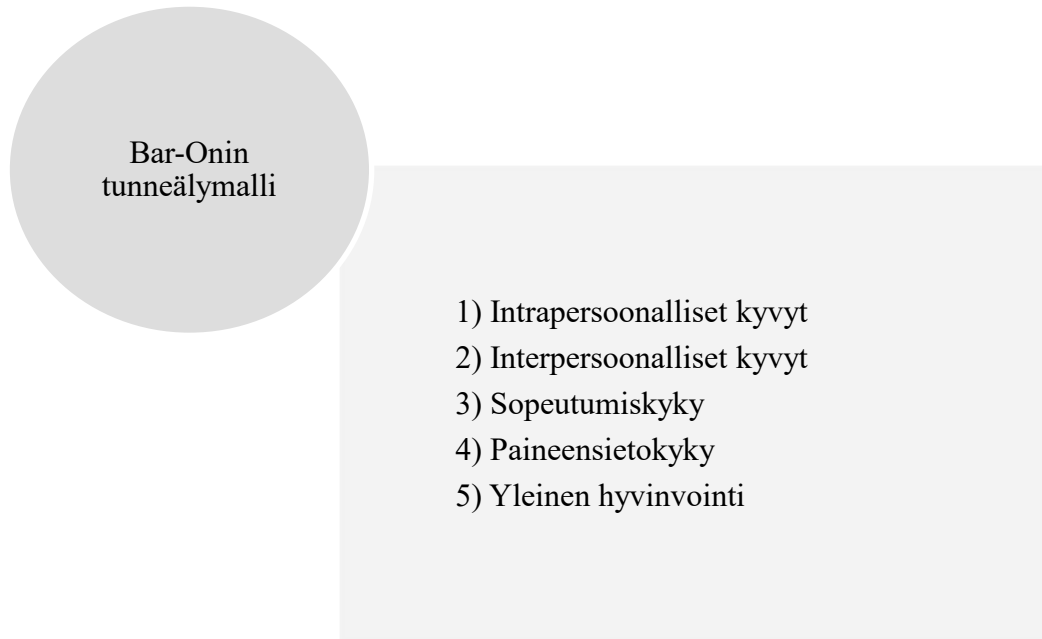 Bar-Onin
tunneälymalli
1) Intrapersoonalliset kyvyt
2) Interpersoonalliset kyvyt
3) Sopeutumiskyky
4) Paineensietokyky
5) Yleinen hyvinvointi